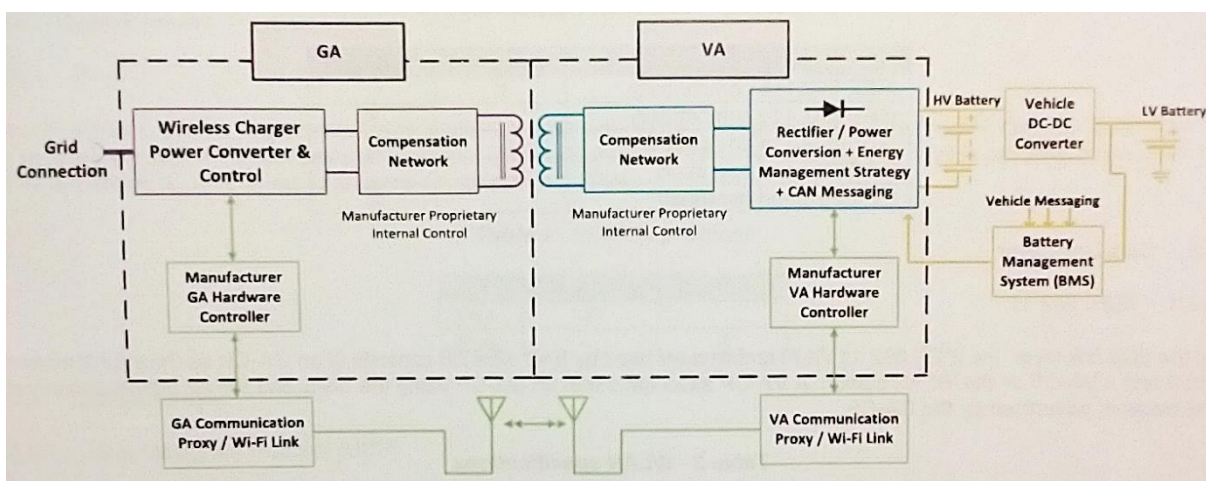 GA
VA
Grid
Connection
Wireless Charger
Power Converter &
Control
Compensation
Network
Manufacturer Proprietary
Internal Control
Compensation
Network
Manufacturer Proprietary
Internal Control
Rectifier / Power
Conversion + Energy
Management Strategy
+ CAN Messaging
HV Battery
Vehicle
DC-DC
Converter
LV Battery
Vehicle Messaging
Battery
Management
System (BMS)
Manufacturer
GA Hardware
Controller
Manufacturer
VA Hardware
Controller
GA Communication
Proxy / Wi-Fi Link
VA Communication
Proxy / Wi-Fi Link